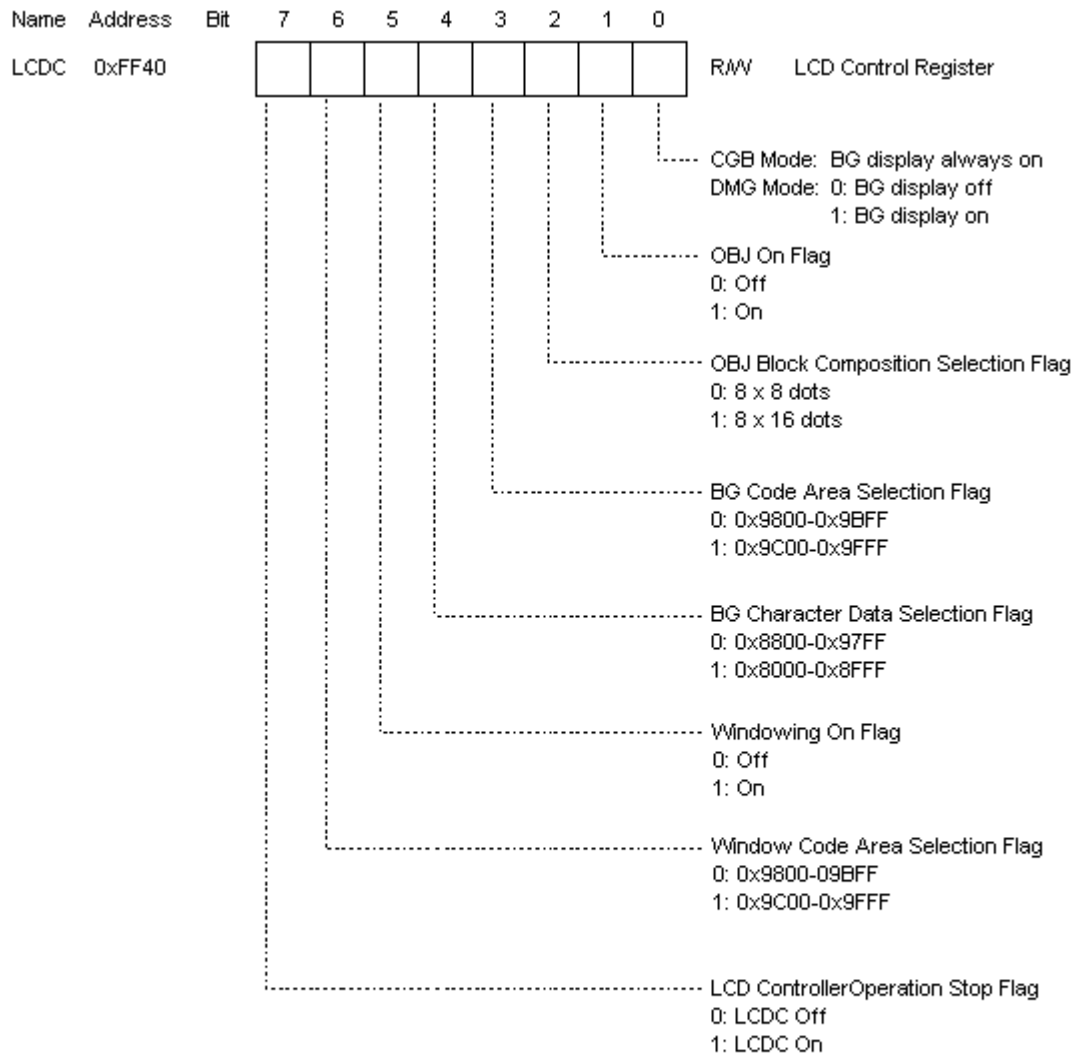 Name Address Bit 7 6 5 4 3 2 1 0
LCDC 0xFF40 R/W LCD Control Register
CGB Mode: BG display always on
DMG Mode: 0: BG display off
1: BG display on
OBJ On Flag
0: Off
1: On
OBJ Block Composition Selection Flag
0: 8 x 8 dots
1: 8 x 16 dots
BG Code Area Selection Flag
0: 0x9800-0x9BFF
1: 0x9C00-0x9FFF
BG Character Data Selection Flag
0: 0x8800-0x97FF
1: 0x8000-0x8FFF
Windowing On Flag
0: Off
1: On
Window Code Area Selection Flag
0: 0x9800-09BFF
1: 0x9C00-0x9FFF
LCD ControllerOperation Stop Flag
0: LCDC Off
1: LCDC On